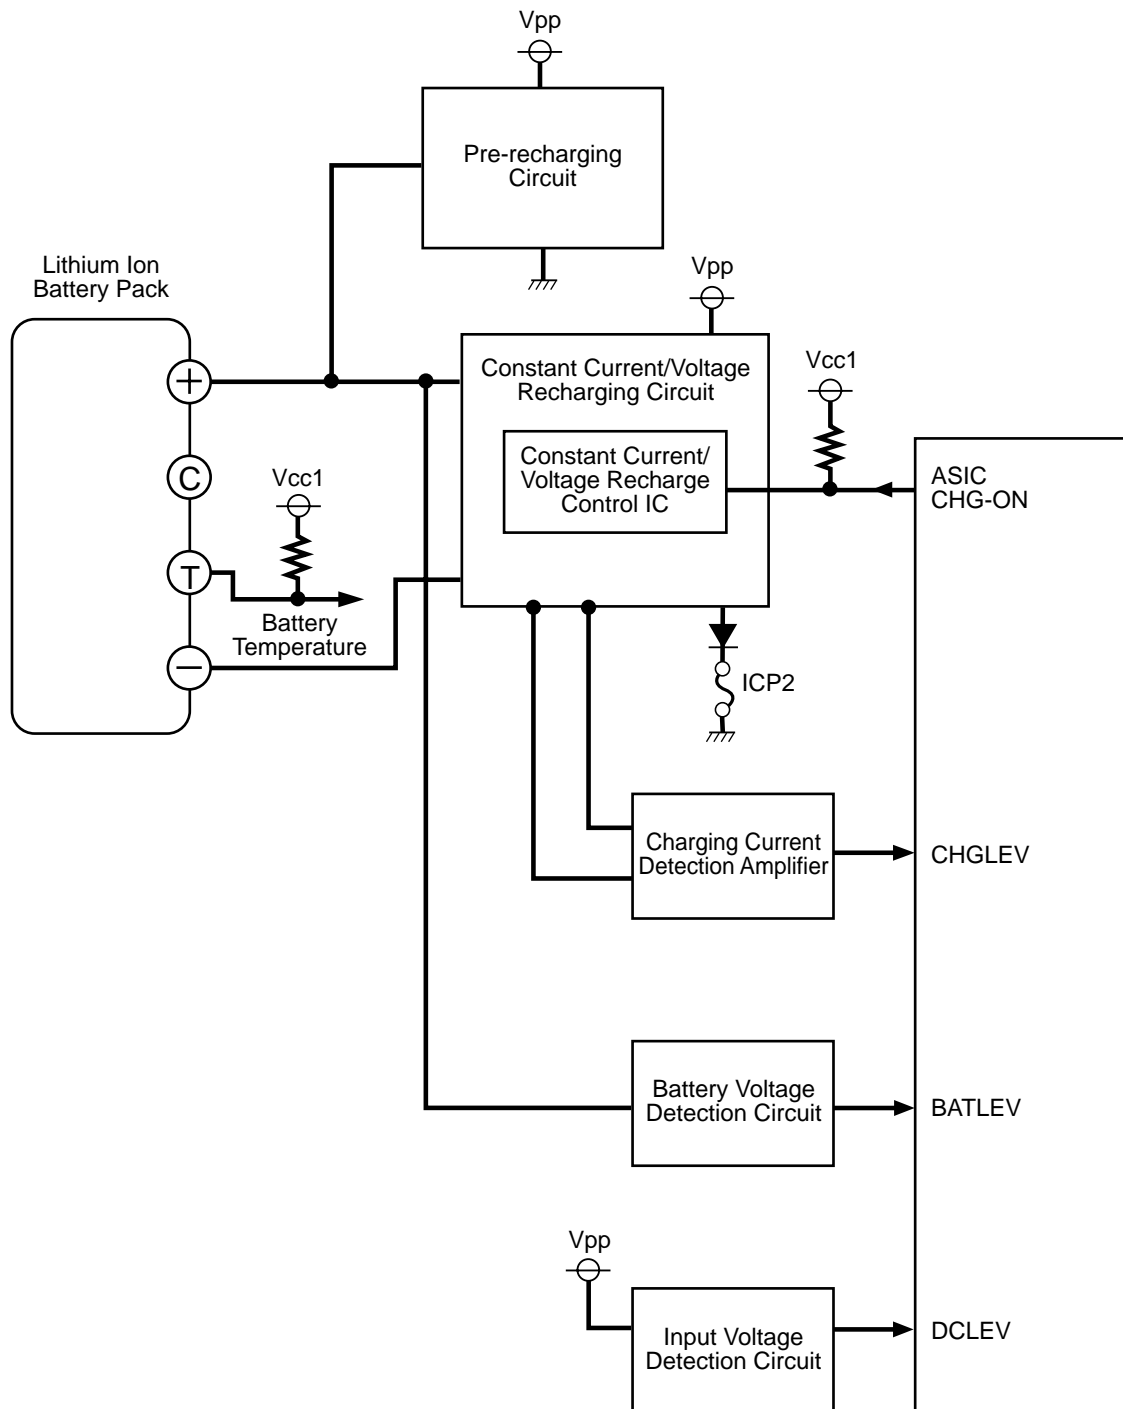 Vpp
Pre-recharging
Circuit
Lithium Ion
Battery Pack
Vpp
Constant Current/Voltage
Recharging Circuit
Vcc1
+
C
Vcc1
Constant Current/
Voltage Recharge
Control IC
ASIC
CHG-ON
T
Battery
Temperature
−
ICP2
Charging Current
Detection Amplifier
CHGLEV
Battery Voltage
Detection Circuit
BATLEV
Vpp
Input Voltage
Detection Circuit
DCLEV